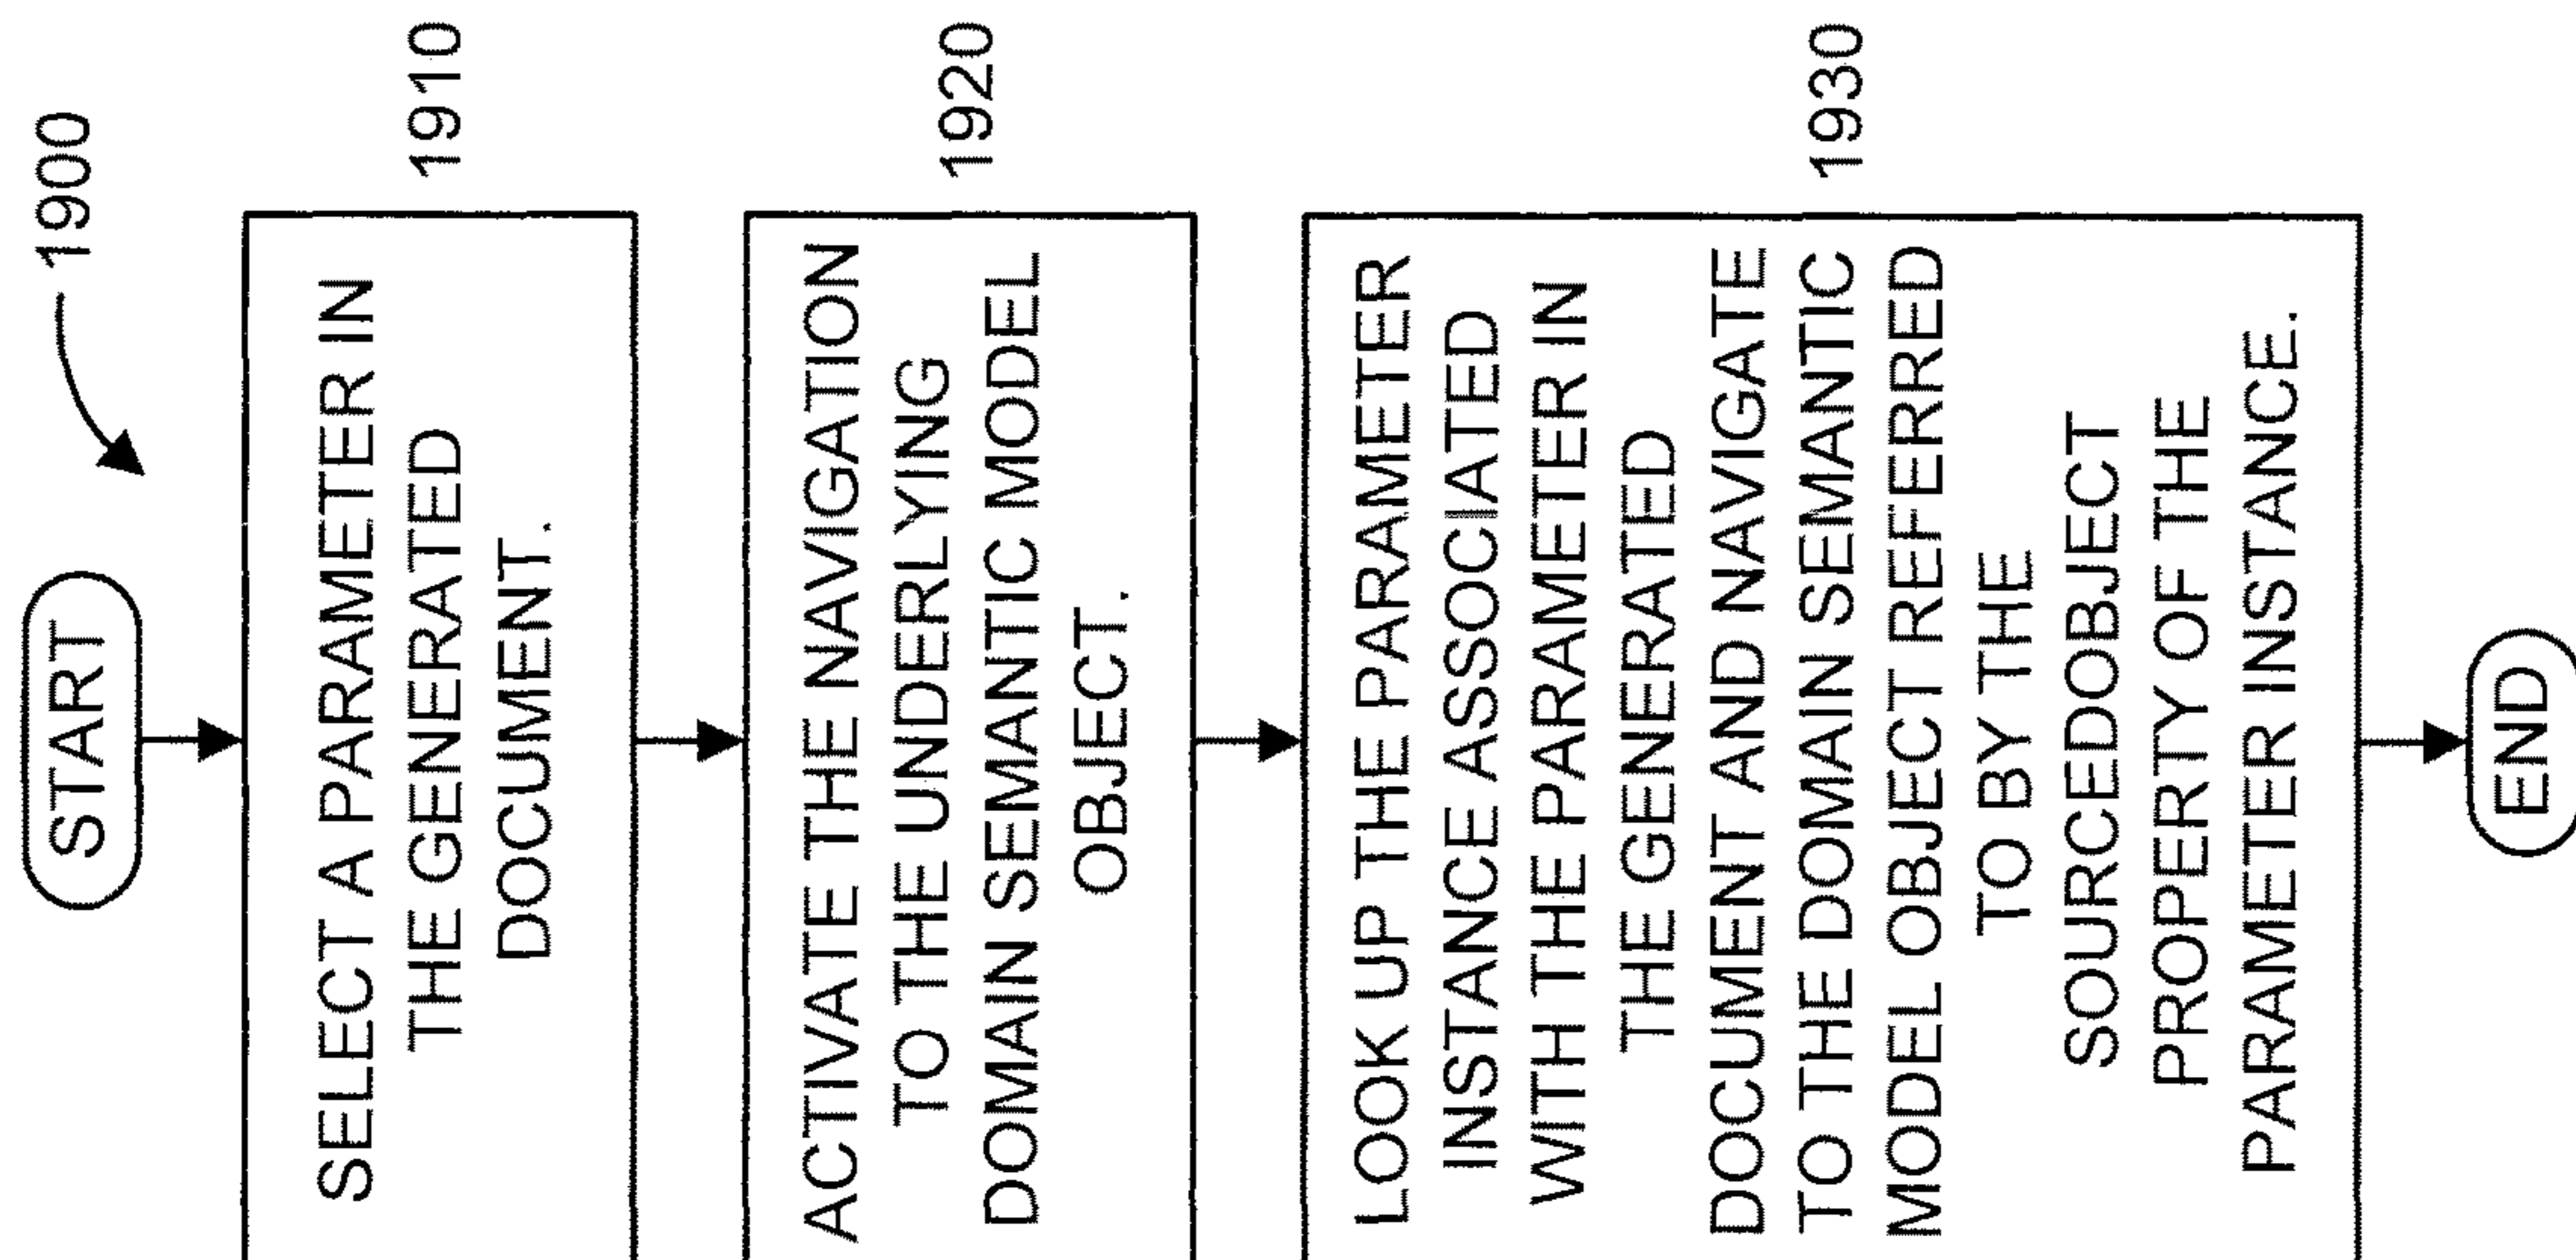 1900
START
SELECT A PARAMETER IN
THE GENERATED
DOCUMENT.
1910
ACTIVATE THE NAVIGATION
TO THE UNDERLYING
DOMAIN SEMANTIC MODEL
OBJECT.
1920
LOOK UP THE PARAMETER
INSTANCE ASSOCIATED
WITH THE PARAMETER IN
THE GENERATED
DOCUMENT AND NAVIGATE
TO THE DOMAIN SEMANTIC
MODEL OBJECT REFERRED
TO BY THE
SOURCEDOBJECT
PROPERTY OF THE
PARAMETER INSTANCE.
1930
END